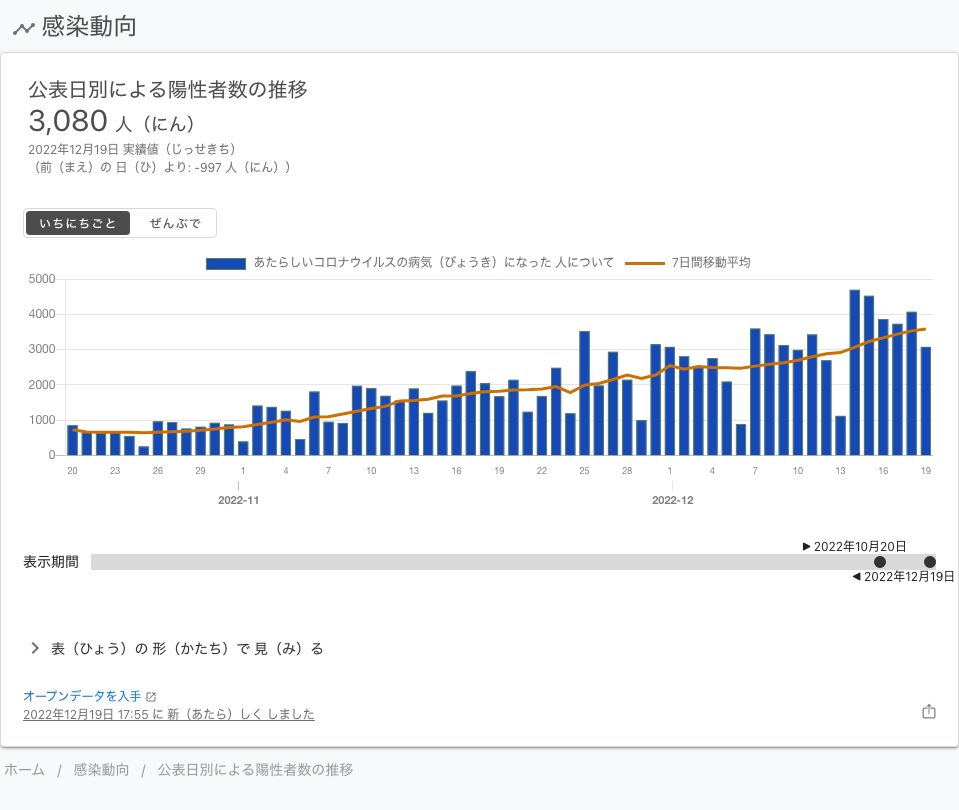 感染動向
公表日別による陽性者数の推移
3,080 人（にん）
2022年12月19日 実績値（じっせきち）
（前（まえ）の 日（ひ）より: -997 人（にん））
いちにちごと ぜんぶで
あたらしいコロナウイルスの病気（びょうき）になった 人について 7日間移動平均
5000
4000
3000
2000
1000
0
20 23 26 29 1 4 7 10 13 16 19 22 25 28 1 4 7 10 13 16 19
2022-11 2022-12
▶ 2022年10月20日
表示期間
◀ 2022年12月19日
表（ひょう）の 形（かたち）で 見（み）る
オープンデータを入手
2022年12月19日 17:55 に 新（あたら）しく しました
ホーム / 感染動向 / 公表日別による陽性者数の推移